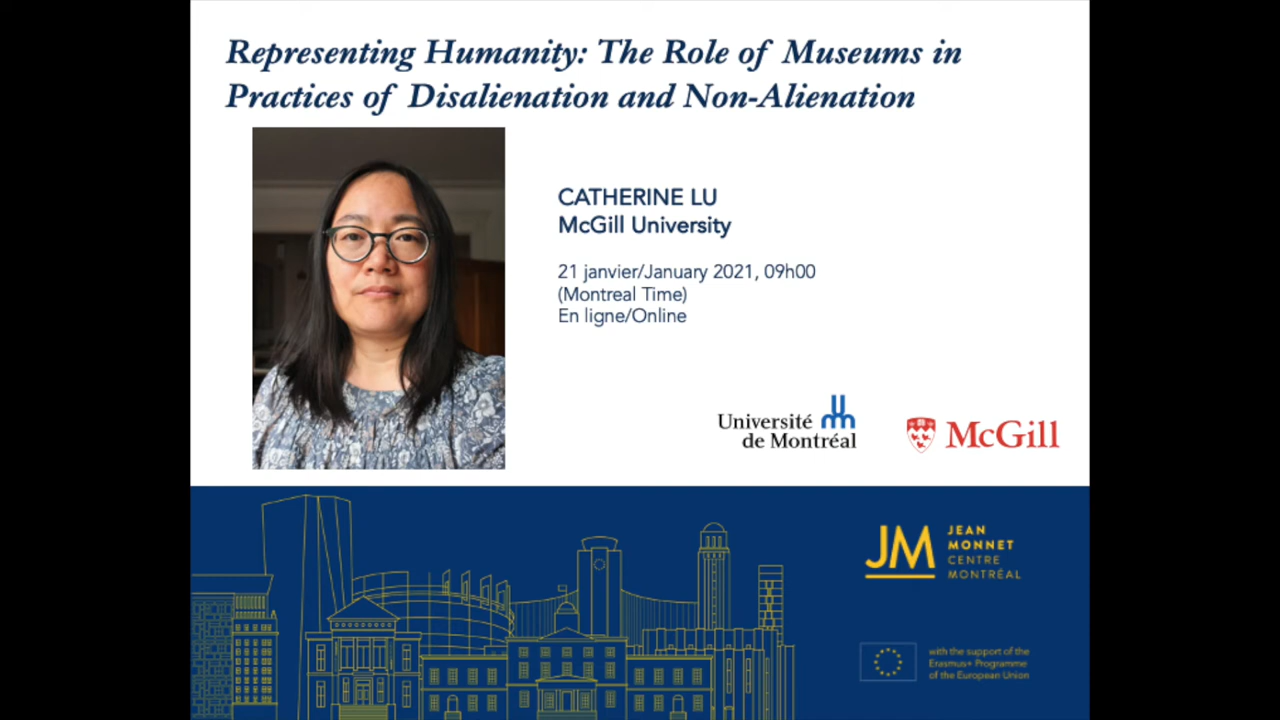 Representing Humanity: The Role of Museums in
Practices of Disalienation and Non-Alienation
CATHERINE LU
McGill University
21 janvier/January 2021, 09h00
(Montreal Time)
En ligne/Online
Université
de Montréal
McGill
JM
JEAN
MONNET
CENTRE
MONTRÉAL
with the support of the
Erasmus+ Programme
of the European Union